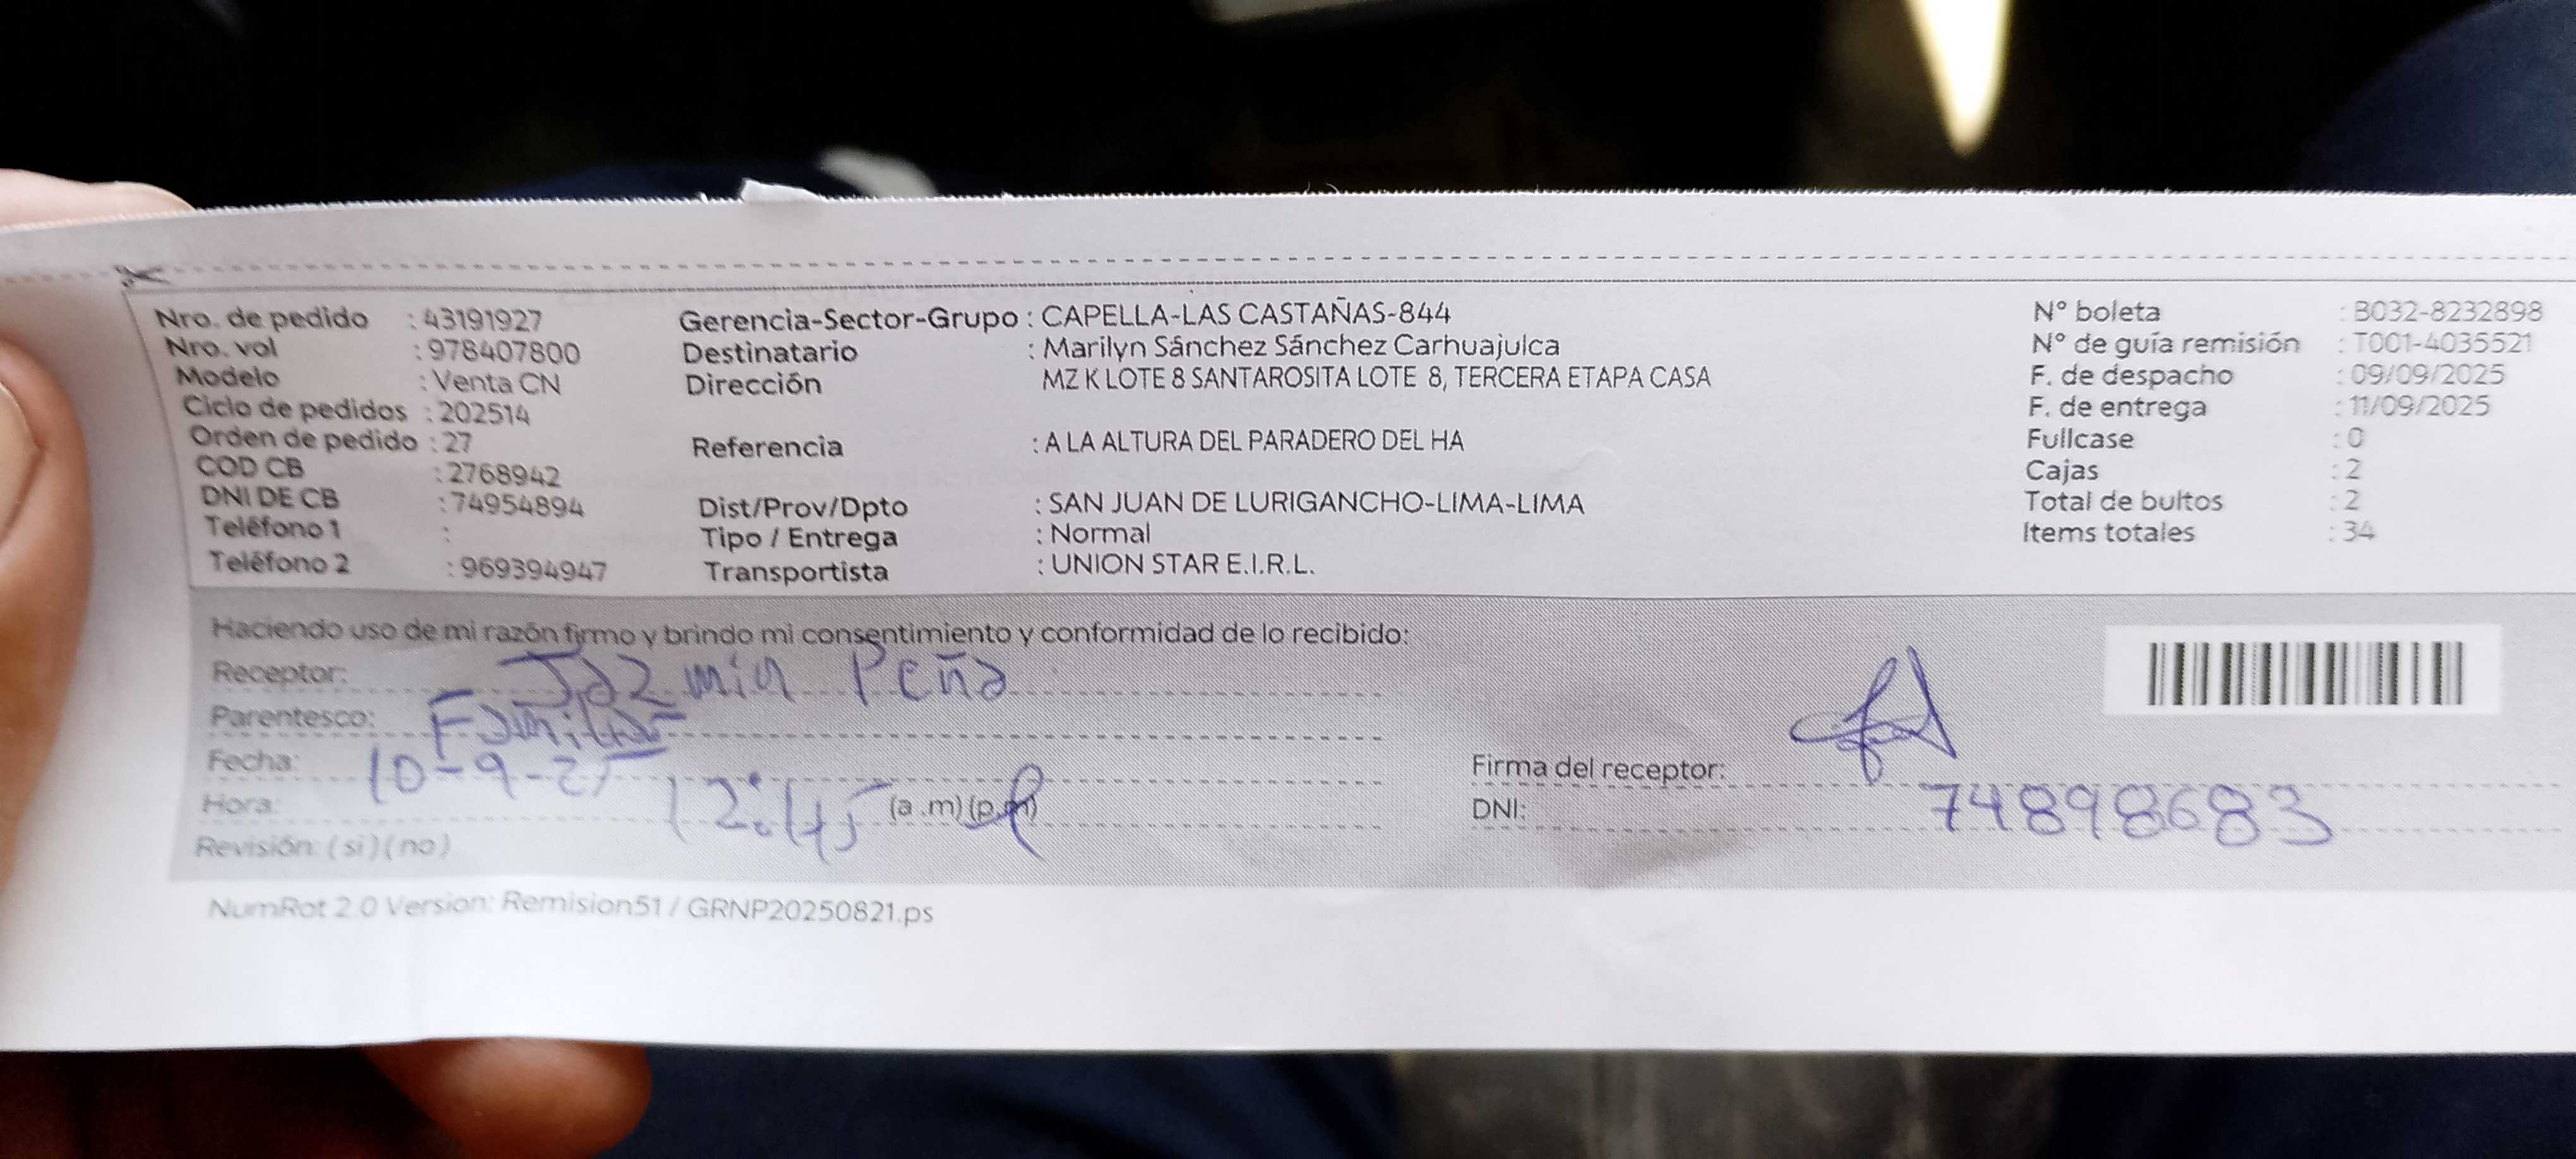 Nro. de pedido : 43191927
Nro. vol : 978407800
Modelo : Venta CN
Ciclo de pedidos : 202514
Orden de pedido : 27
COD CB : 2768942
DNI DE CB : 74954894
Teléfono 1 :
Teléfono 2 : 969394947
Gerencia-Sector-Grupo : CAPELLA-LAS CASTAÑAS-844
Destinatario : Marilyn Sánchez Sánchez Carhuajulca
Dirección MZ K LOTE 8 SANTAROSITA LOTE 8, TERCERA ETAPA CASA
Referencia : A LA ALTURA DEL PARADERO DEL HA
Dist/Prov/Dpto : SAN JUAN DE LURIGANCHO-LIMA-LIMA
Tipo / Entrega : Normal
Transportista : UNION STAR E.I.R.L.
N° boleta : B032-8232898
N° de guía remisión : T001-4035521
F. de despacho : 09/09/2025
F. de entrega : 11/09/2025
Fullcase : 0
Cajas : 2
Total de bultos : 2
Items totales : 34
Haciendo uso de mi razón firmo y brindo mi consentimiento y conformidad de lo recibido:
Receptor: Jazmin Peña
Parentesco: Familiar
Fecha: 10-9-25
Hora: 12:45 (a.m) (p.m)
Revisión: ( si ) ( no )
Firma del receptor:
DNI: 74898683
NumRot 2.0 Version: Remision51 / GRNP20250821.ps